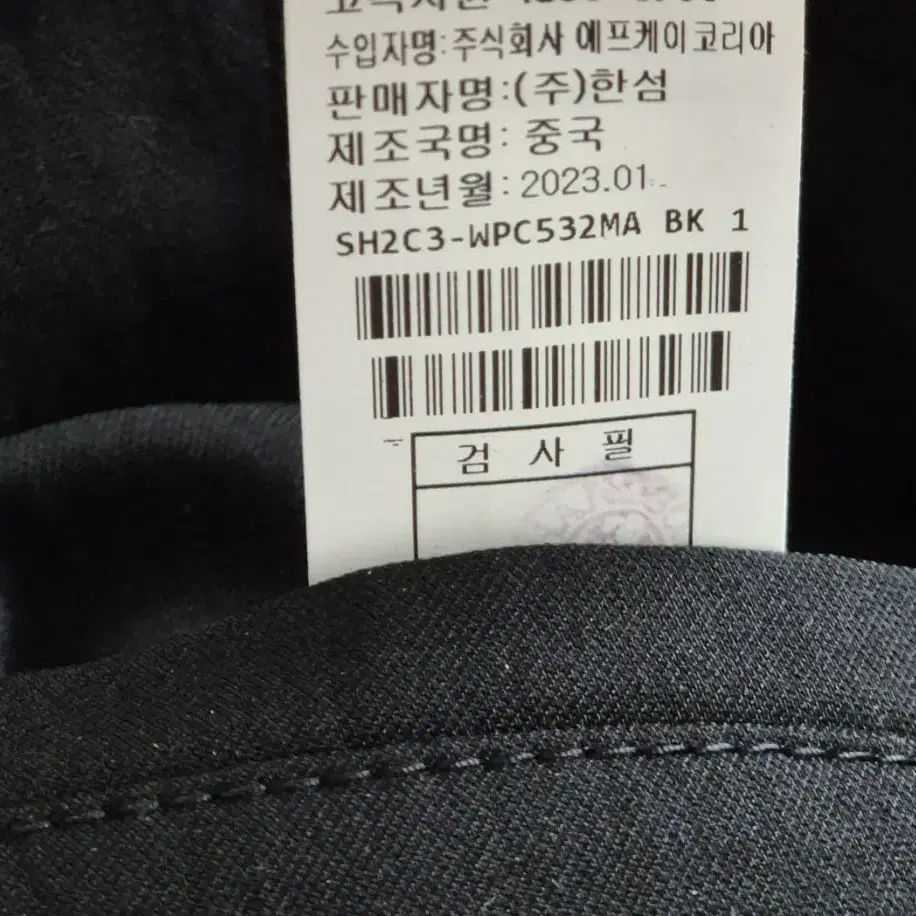 수입자명:주식회사 에프케이코리아
판매자명:(주)한섬
제조국명: 중국
제조년월: 2023.01.
SH2C3-WPC532MA BK 1
검 사 필